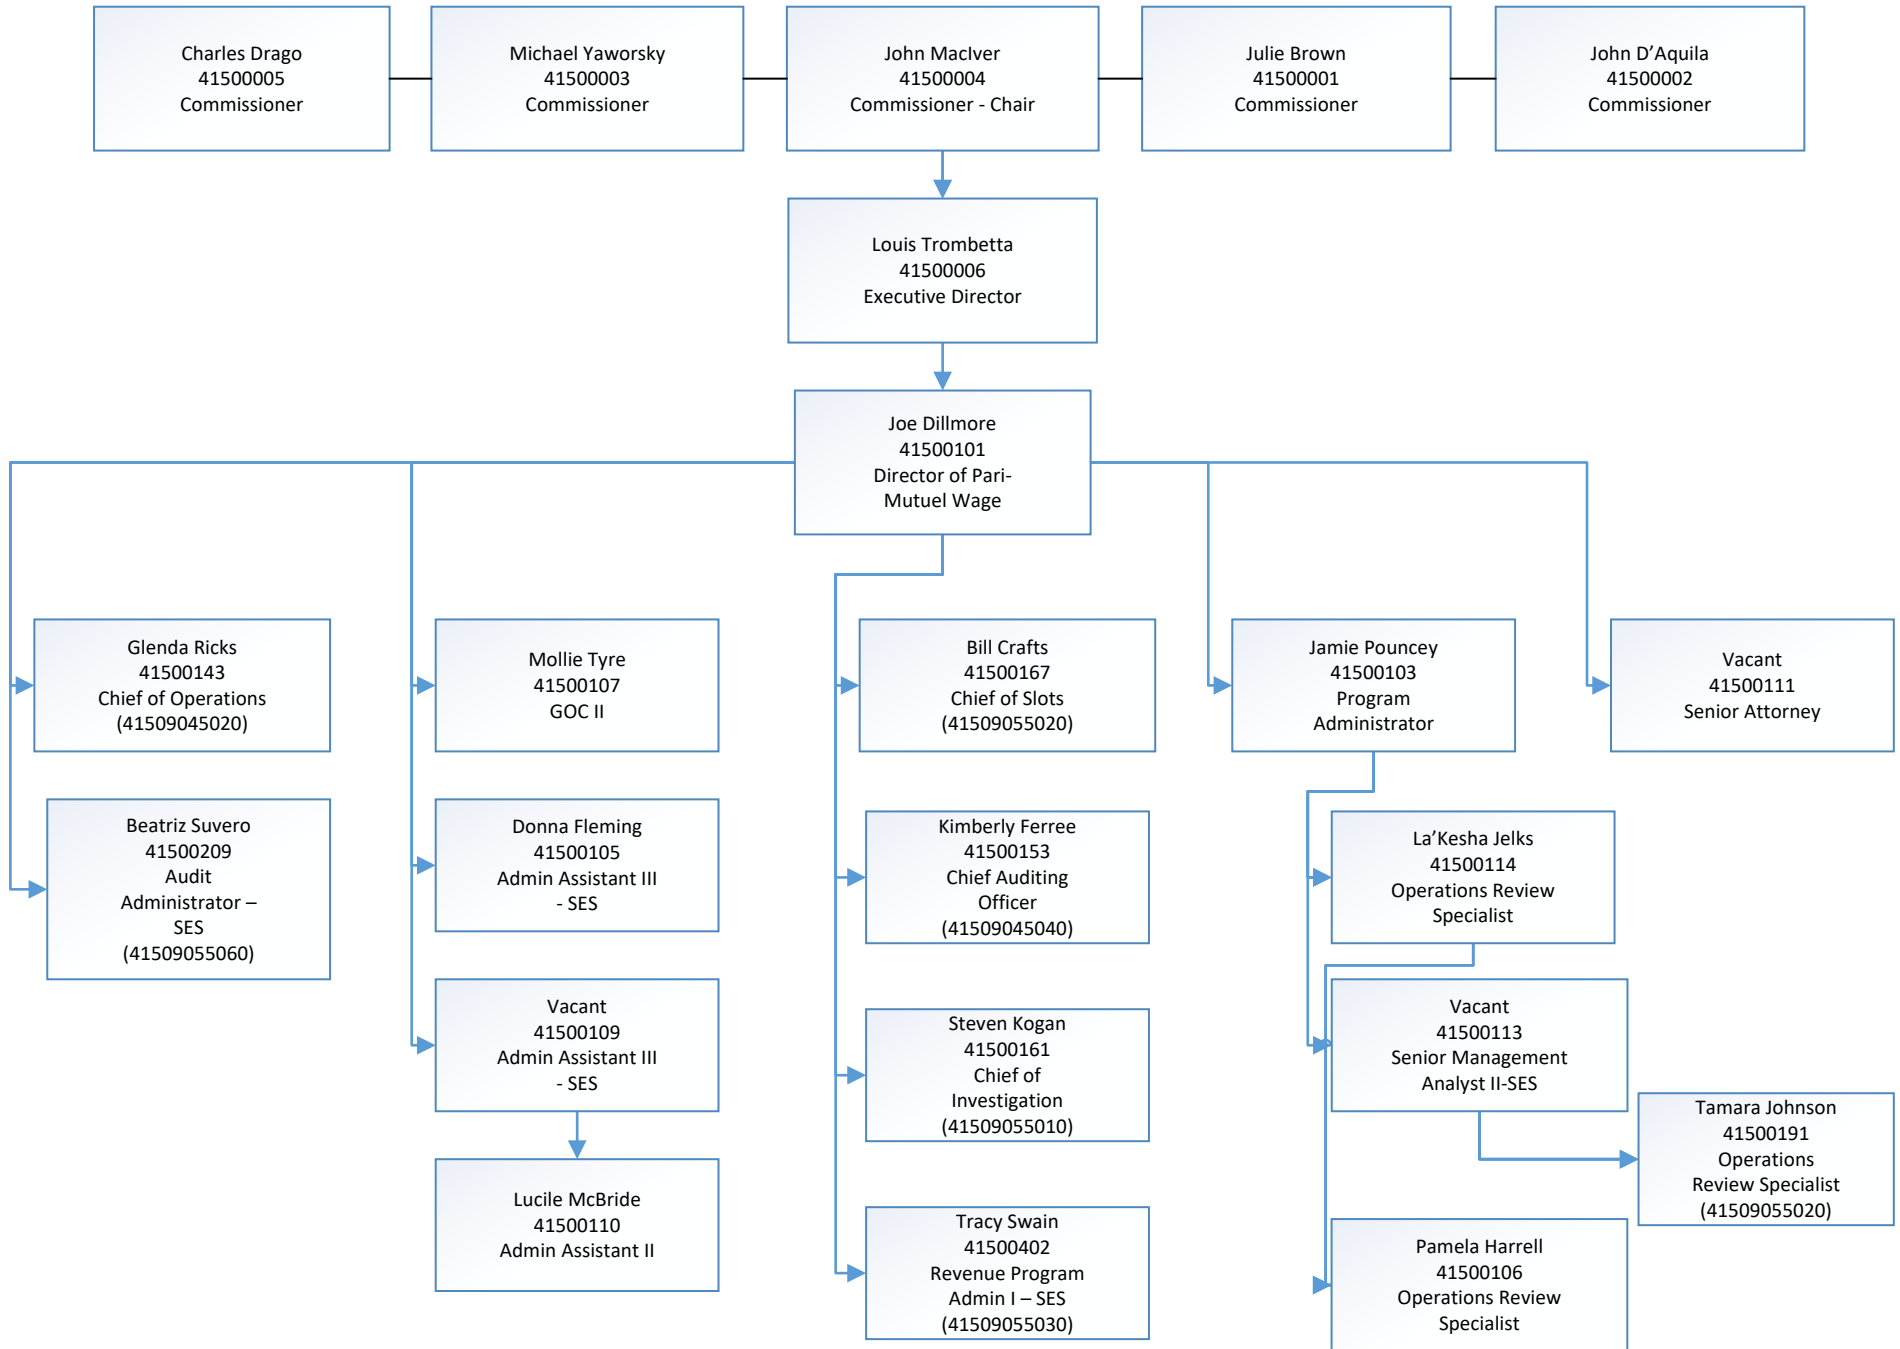 Charles Drago
41500005
Commissioner
Michael Yaworsky
41500003
Commissioner
John MacIver
41500004
Commissioner - Chair
Julie Brown
41500001
Commissioner
John D’Aquila
41500002
Commissioner
Louis Trombetta
41500006
Executive Director
Joe Dillmore
41500101
Director of Pari-
Mutuel Wage
Glenda Ricks
41500143
Chief of Operations
(41509045020)
Mollie Tyre
41500107
GOC II
Bill Crafts
41500167
Chief of Slots
(41509055020)
Jamie Pouncey
41500103
Program
Administrator
Vacant
41500111
Senior Attorney
Beatriz Suvero
41500209
Audit
Administrator –
SES
(41509055060)
Donna Fleming
41500105
Admin Assistant III
- SES
Kimberly Ferree
41500153
Chief Auditing
Officer
(41509045040)
La’Kesha Jelks
41500114
Operations Review
Specialist
Vacant
41500109
Admin Assistant III
- SES
Steven Kogan
41500161
Chief of
Investigation
(41509055010)
Vacant
41500113
Senior Management
Analyst II-SES
Tamara Johnson
41500191
Operations
Review Specialist
(41509055020)
Lucile McBride
41500110
Admin Assistant II
Tracy Swain
41500402
Revenue Program
Admin I – SES
(41509055030)
Pamela Harrell
41500106
Operations Review
Specialist